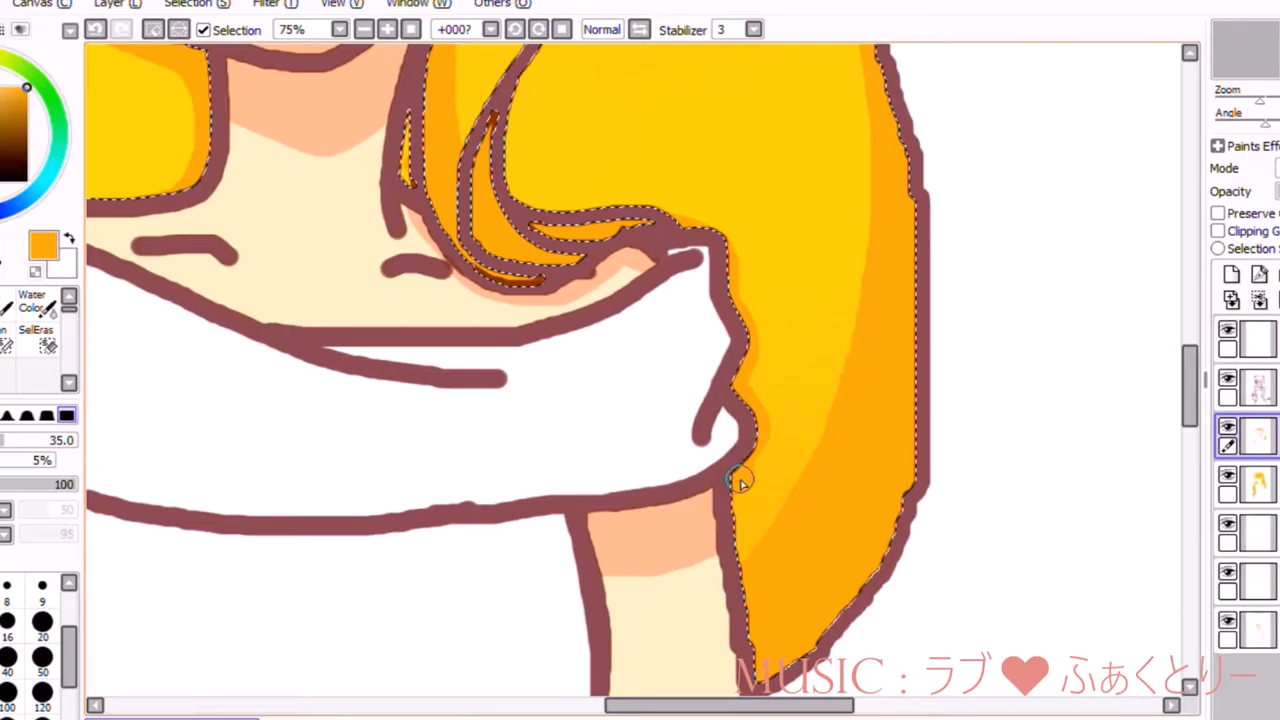 Canvas (C) Layer (L) Selection (S) Filter (T) View (V) Window (W) Others (O)
Selection 75% +000? Normal Stabilizer 3
Zoom
Angle
Paints Effe
Mode
Opacity
Preserve
Clipping G
Selection
Water
Color
SelEras
35.0
5%
100
50
95
8 9
16 20
40 50
100 120
MUSIC : ラブ♥ふぁくとりー